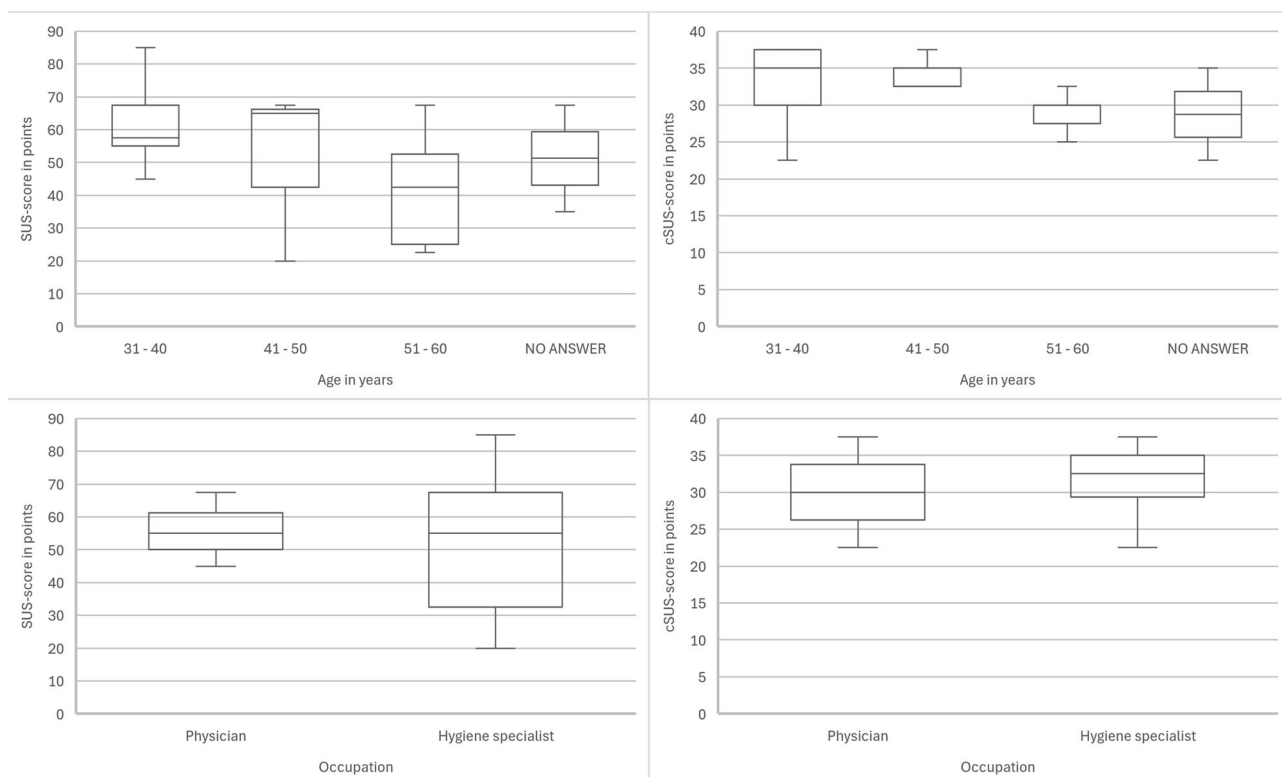 SUS-score in points
90
80
70
60
50
40
30
20
10
0
31 - 40
41 - 50
51 - 60
NO ANSWER
Age in years
cSUS-score in points
40
35
30
25
20
15
10
5
0
31 - 40
41 - 50
51 - 60
NO ANSWER
Age in years
SUS-score in points
90
80
70
60
50
40
30
20
10
0
Physician
Hygiene specialist
Occupation
cSUS-score in points
40
35
30
25
20
15
10
5
0
Physician
Hygiene specialist
Occupation